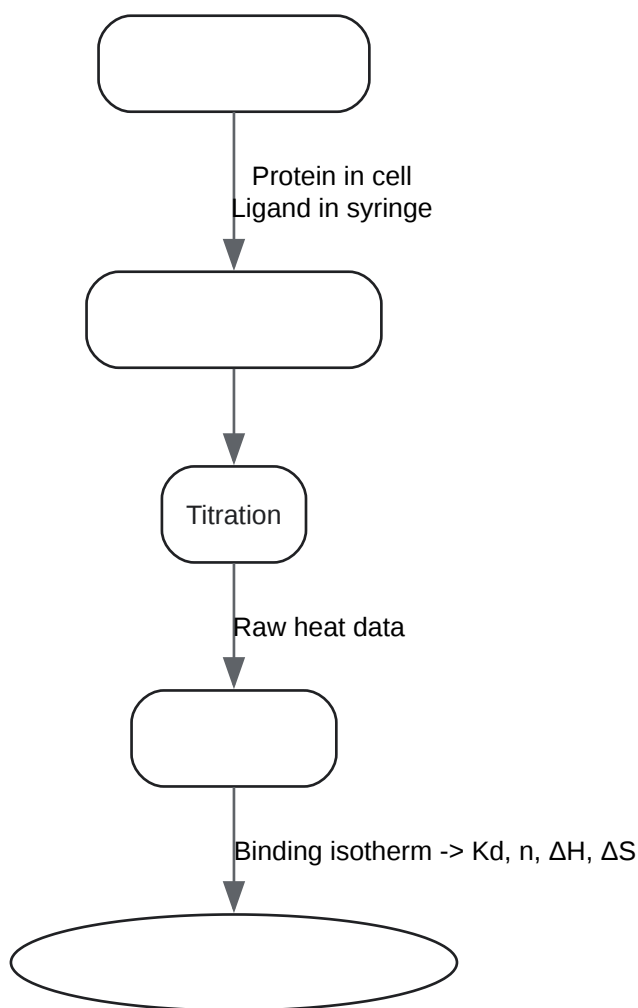 Protein in cell
Ligand in syringe
Titration
Raw heat data
Binding isotherm -> Kd, n, ΔH, ΔS